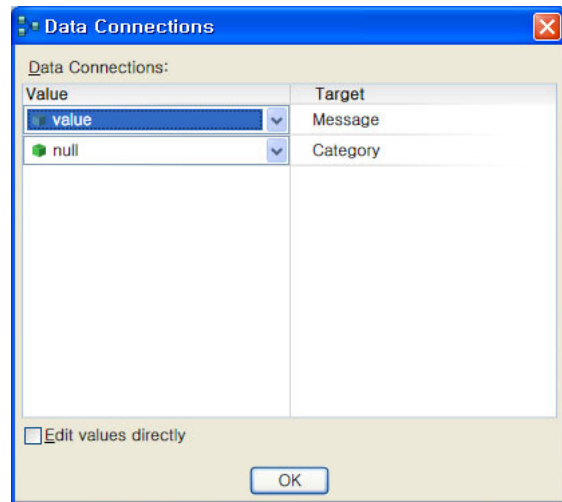 Data Connections
Data Connections:
Value Target
value Message
null Category
Edit values directly
OK